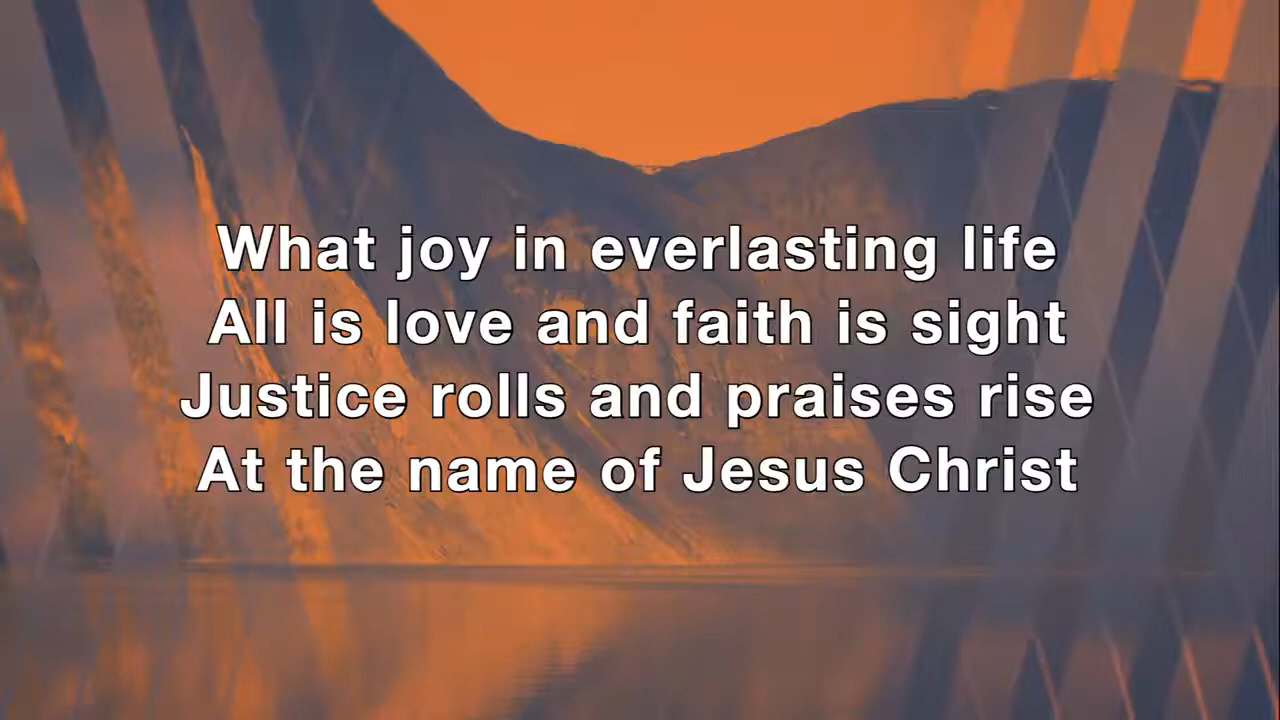 What joy in everlasting life
All is love and faith is sight
Justice rolls and praises rise
At the name of Jesus Christ